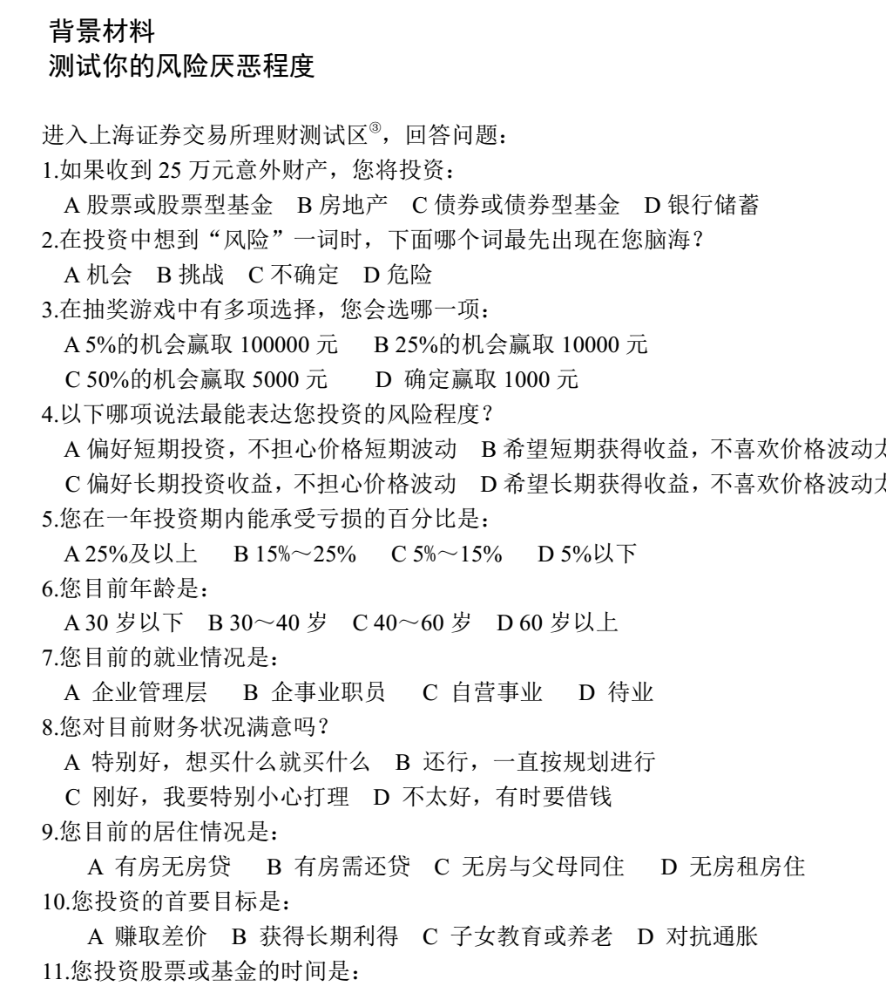 背景材料
测试你的风险厌恶程度
进入上海证券交易所理财测试区③，回答问题：
1.如果收到 25 万元意外财产，您将投资：
A 股票或股票型基金 B 房地产 C 债券或债券型基金 D 银行储蓄
2.在投资中想到“风险”一词时，下面哪个词最先出现在您脑海？
A 机会 B 挑战 C 不确定 D 危险
3.在抽奖游戏中有多项选择，您会选哪一项：
A 5%的机会赢取 100000 元 B 25%的机会赢取 10000 元
C 50%的机会赢取 5000 元 D 确定赢取 1000 元
4.以下哪项说法最能表达您投资的风险程度？
A 偏好短期投资，不担心价格短期波动 B 希望短期获得收益，不喜欢价格波动
C 偏好长期投资收益，不担心价格波动 D 希望长期获得收益，不喜欢价格波动
5.您在一年投资期内能承受亏损的百分比是：
A 25%及以上 B 15%～25% C 5%～15% D 5%以下
6.您目前年龄是：
A 30 岁以下 B 30～40 岁 C 40～60 岁 D 60 岁以上
7.您目前的就业情况是：
A 企业管理层 B 企事业职员 C 自营事业 D 待业
8.您对目前财务状况满意吗？
A 特别好，想买什么就买什么 B 还行，一直按规划进行
C 刚好，我要特别小心打理 D 不太好，有时要借钱
9.您目前的居住情况是：
A 有房无房贷 B 有房需还贷 C 无房与父母同住 D 无房租房住
10.您投资的首要目标是：
A 赚取差价 B 获得长期利得 C 子女教育或养老 D 对抗通胀
11.您投资股票或基金的时间是：